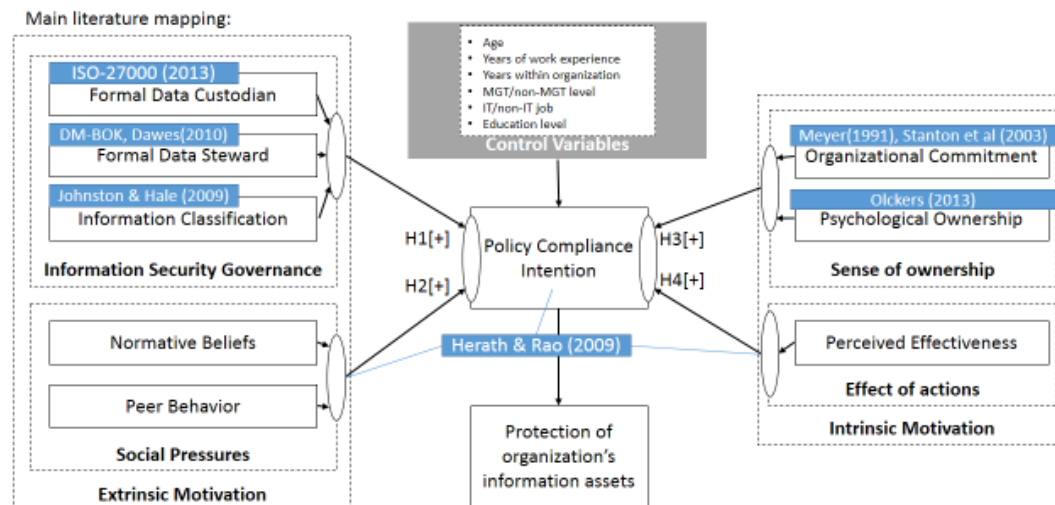 Main literature mapping:
ISO-27000 (2013)
Formal Data Custodian
DM-BOK, Dawes(2010)
Formal Data Steward
Johnston & Hale (2009)
Information Classification
Information Security Governance
Normative Beliefs
Peer Behavior
Social Pressures
Extrinsic Motivation
• Age
• Years of work experience
• Years within organization
• MGT/non-MGT level
• IT/non-IT job
• Education level
Control Variables
H1[+]
H2[+]
Policy Compliance
Intention
H3[+]
H4[+]
Herath & Rao (2009)
Protection of
organization's
information assets
Meyer(1991), Stanton et al (2003)
Organizational Commitment
Olckers (2013)
Psychological Ownership
Sense of ownership
Perceived Effectiveness
Effect of actions
Intrinsic Motivation